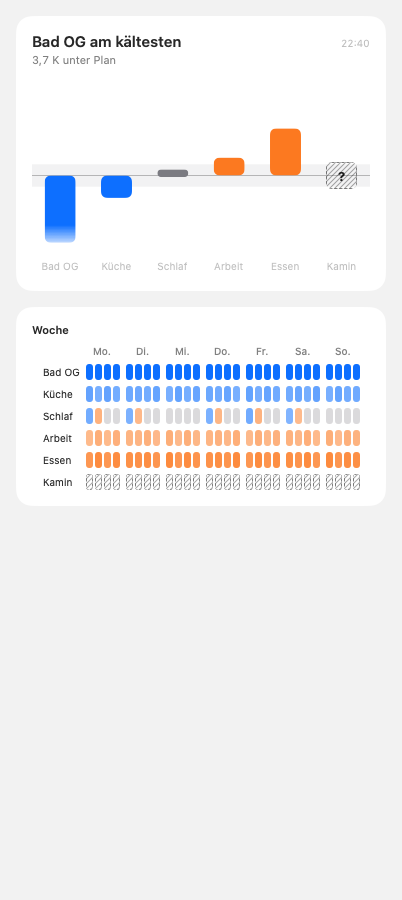 Bad OG am kältesten
22:40
3,7 K unter Plan
?
Bad OG Küche Schlaf Arbeit Essen Kamin
Woche
Mo. Di. Mi. Do. Fr. Sa. So.
Bad OG
Küche
Schlaf
Arbeit
Essen
Kamin